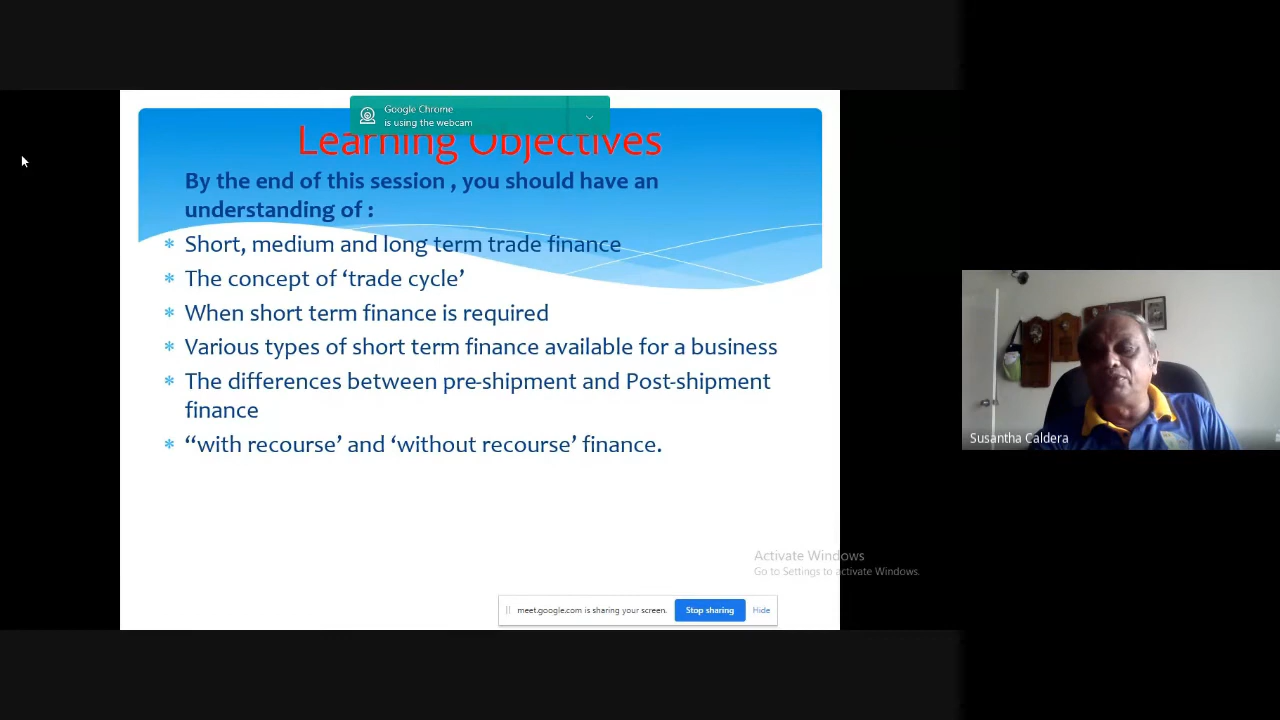 Google Chrome
is using the webcam
Learning Objectives
By the end of this session , you should have an
understanding of :
* Short, medium and long term trade finance
* The concept of ‘trade cycle’
* When short term finance is required
* Various types of short term finance available for a business
* The differences between pre-shipment and Post-shipment
finance
* “with recourse’ and ‘without recourse’ finance.
Susantha Caldera
Activate Windows
Go to Settings to activate Windows.
meet.google.com is sharing your screen.
Stop sharing
Hide